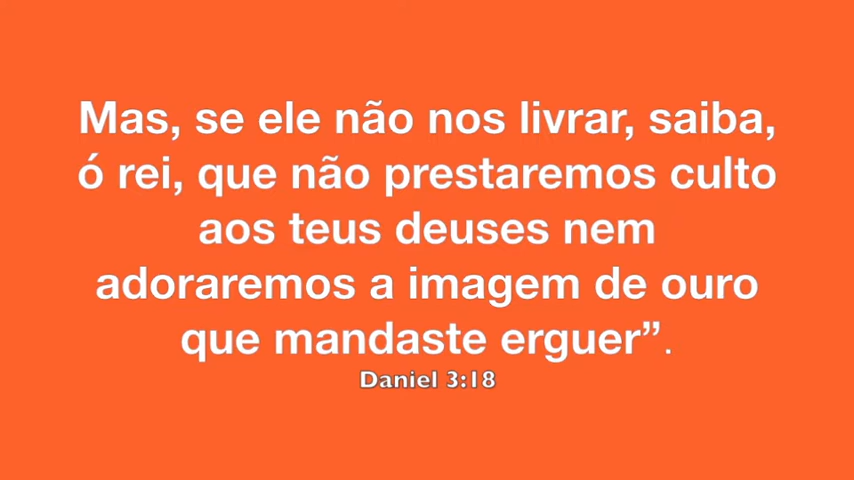 Mas, se ele não nos livrar, saiba,
ó rei, que não prestaremos culto
aos teus deuses nem
adoraremos a imagem de ouro
que mandaste erguer”.
Daniel 3:18